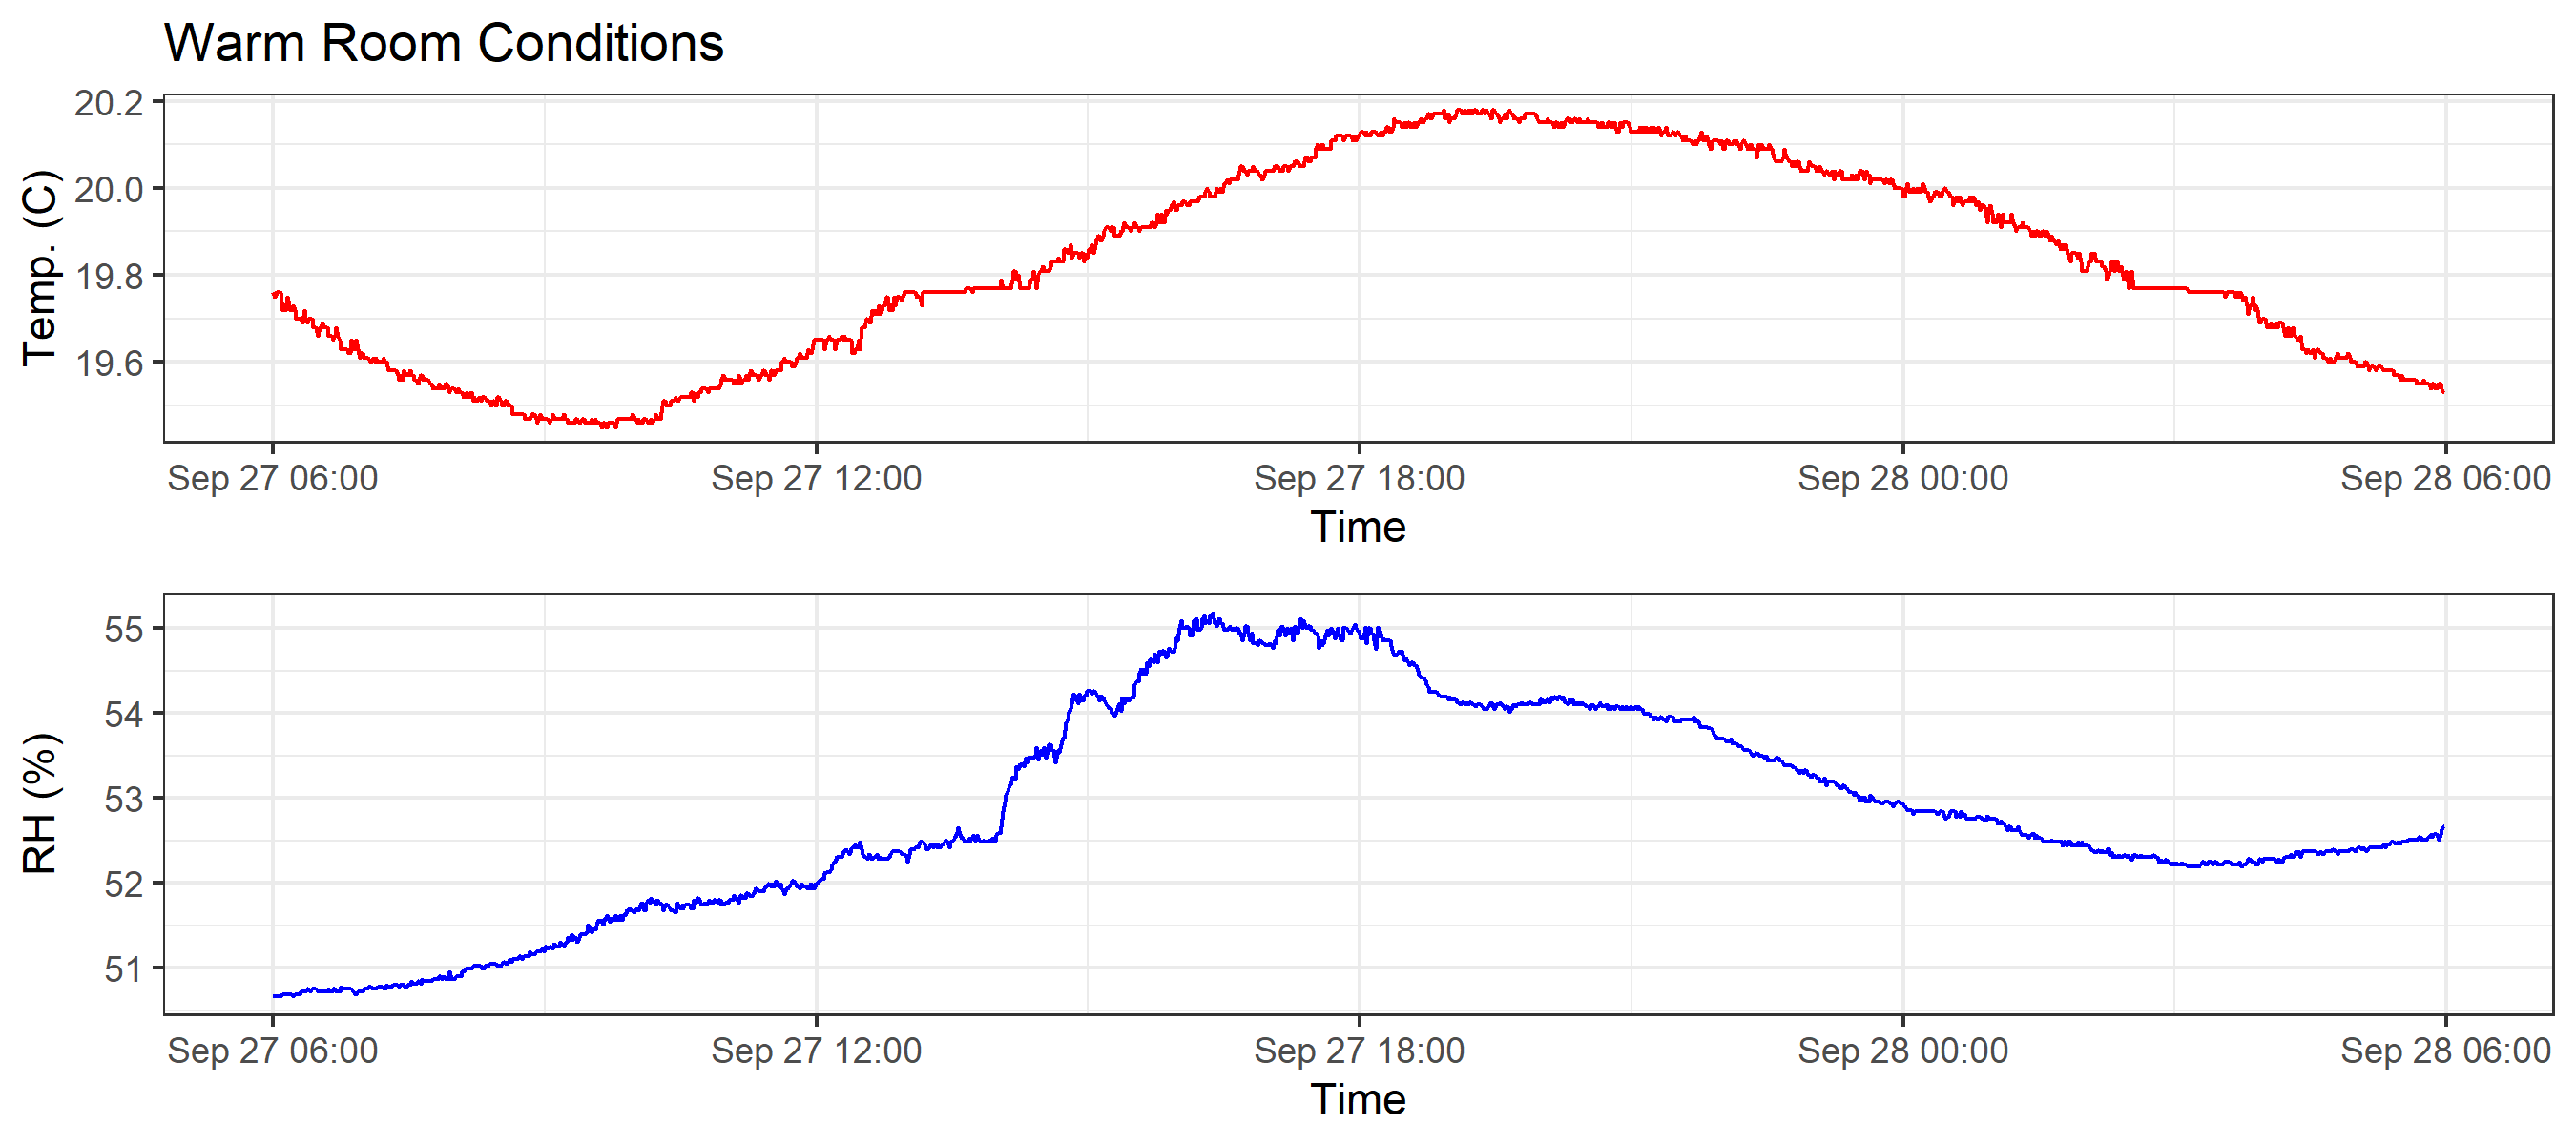 Warm Room Conditions
Temp. (C)
20.2
20.0
19.8
19.6
Sep 27 06:00 Sep 27 12:00 Sep 27 18:00 Sep 28 00:00 Sep 28 06:00
Time
RH (%)
55
54
53
52
51
Sep 27 06:00 Sep 27 12:00 Sep 27 18:00 Sep 28 00:00 Sep 28 06:00
Time